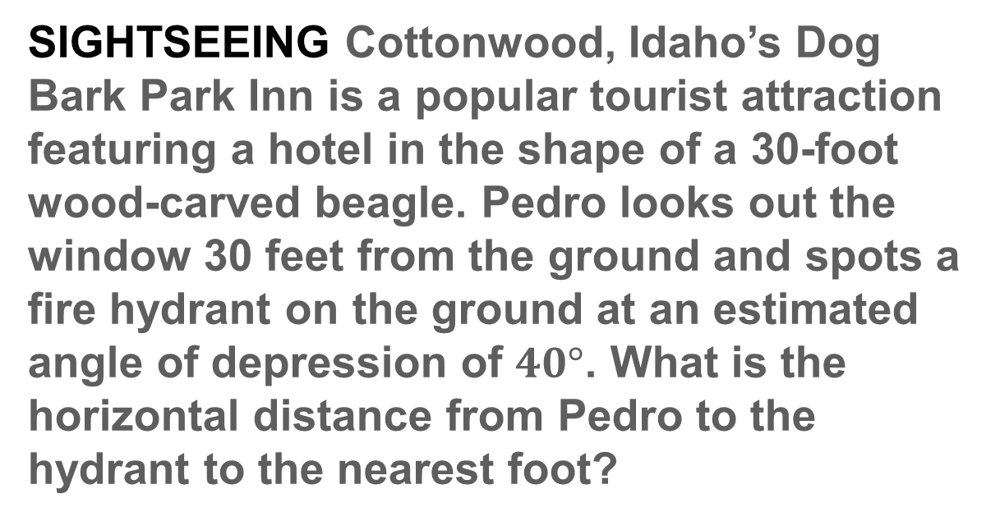 SIGHTSEEING Cottonwood, Idaho’s Dog
Bark Park Inn is a popular tourist attraction
featuring a hotel in the shape of a 30-foot
wood-carved beagle. Pedro looks out the
window 30 feet from the ground and spots a
fire hydrant on the ground at an estimated
angle of depression of 40°. What is the
horizontal distance from Pedro to the
hydrant to the nearest foot?